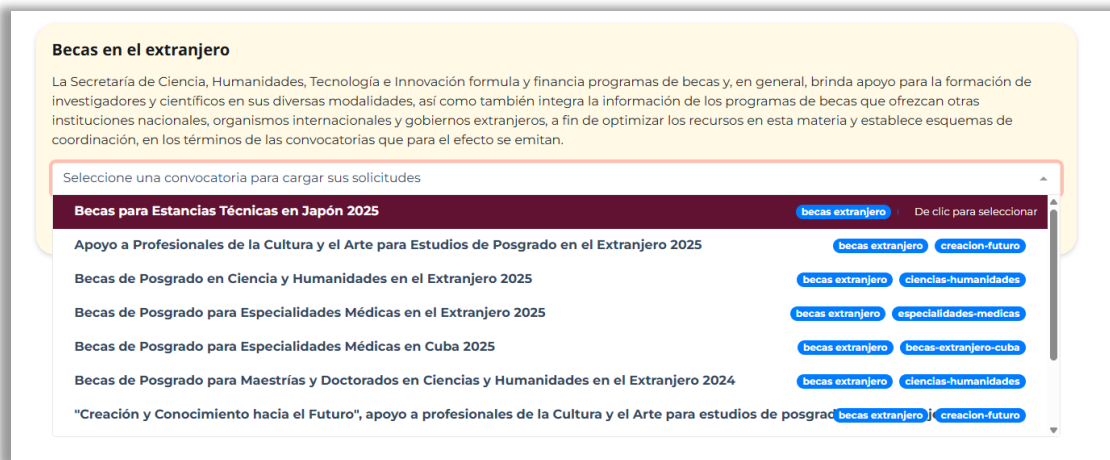 Becas en el extranjero
La Secretaría de Ciencia, Humanidades, Tecnología e Innovación formula y financia programas de becas y, en general, brinda apoyo para la formación de
investigadores y científicos en sus diversas modalidades, así como también integra la información de los programas de becas que ofrezcan otras
instituciones nacionales, organismos internacionales y gobiernos extranjeros, a fin de optimizar los recursos en esta materia y establece esquemas de
coordinación, en los términos de las convocatorias que para el efecto se emitan.
Seleccione una convocatoria para cargar sus solicitudes
Becas para Estancias Técnicas en Japón 2025 becas extranjero De clic para seleccionar
Apoyo a Profesionales de la Cultura y el Arte para Estudios de Posgrado en el Extranjero 2025 becas extranjero creacion-futuro
Becas de Posgrado en Ciencia y Humanidades en el Extranjero 2025 becas extranjero ciencias-humanidades
Becas de Posgrado para Especialidades Médicas en el Extranjero 2025 becas extranjero especialidades-medicas
Becas de Posgrado para Especialidades Médicas en Cuba 2025 becas extranjero becas-extranjero-cuba
Becas de Posgrado para Maestrías y Doctorados en Ciencias y Humanidades en el Extranjero 2024 becas extranjero ciencias-humanidades
"Creación y Conocimiento hacia el Futuro", apoyo a profesionales de la Cultura y el Arte para estudios de becas extranjero creacion-futuro